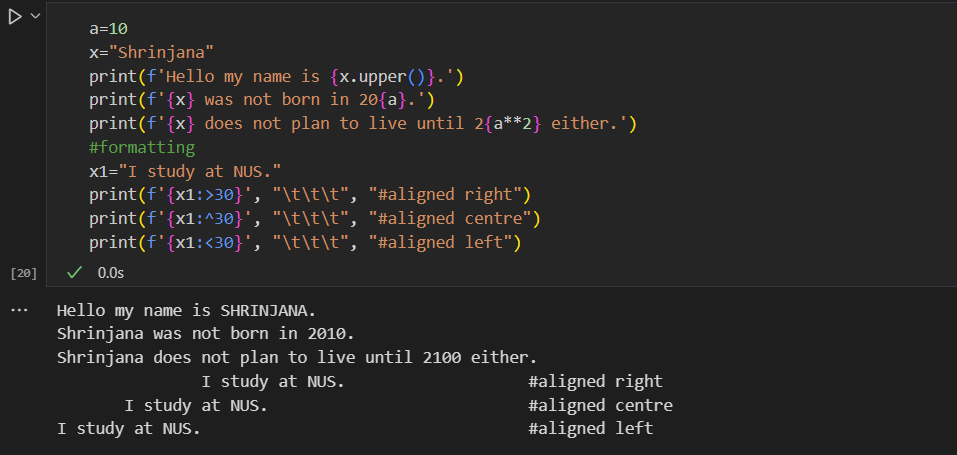 a=10
x="Shrinjana"
print(f'Hello my name is {x.upper()}.')
print(f'{x} was not born in 20{a}.')
print(f'{x} does not plan to live until 2{a**2} either.')
#formatting
x1="I study at NUS."
print(f'{x1:>30}', "\t\t\t", "#aligned right")
print(f'{x1:^30}', "\t\t\t", "#aligned centre")
print(f'{x1:<30}', "\t\t\t", "#aligned left")
[20] 0.0s
Hello my name is SHRINJANA.
Shrinjana was not born in 2010.
Shrinjana does not plan to live until 2100 either.
               I study at NUS.                   #aligned right
       I study at NUS.                           #aligned centre
I study at NUS.                                  #aligned left